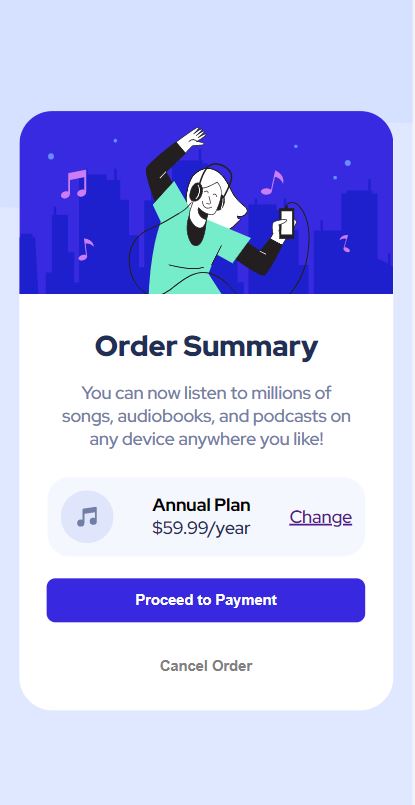 Order Summary
You can now listen to millions of
songs, audiobooks, and podcasts on
any device anywhere you like!
Annual Plan
$59.99/year
Change
Proceed to Payment
Cancel Order